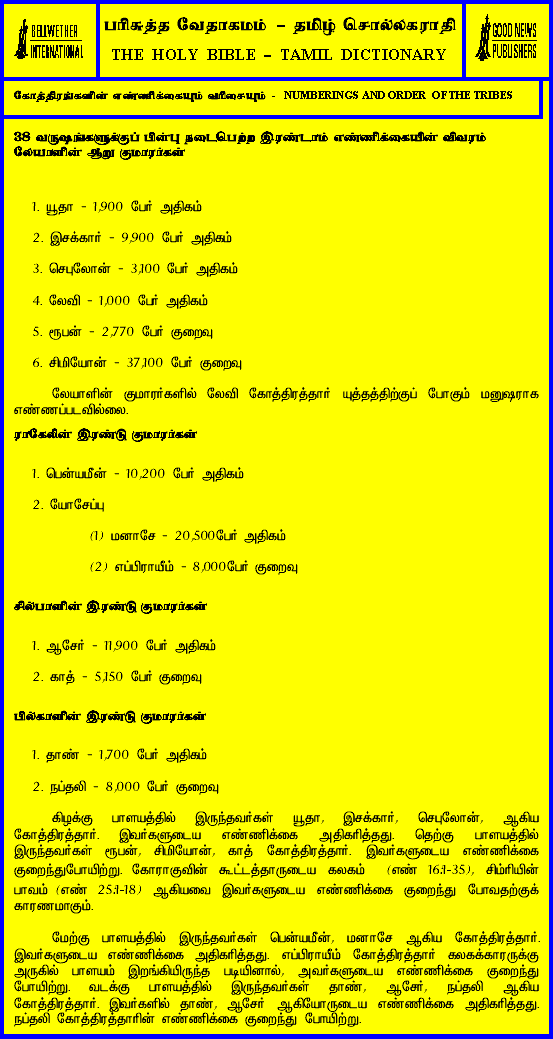 BELLWETHER
INTERNATIONAL
பரிசுத்த வேதாகமம் - தமிழ் சொல்லகராதி
THE HOLY BIBLE - TAMIL DICTIONARY
GOOD NEWS
PUBLISHERS
கோத்திரங்களின் எண்ணிக்கையும் வரிசையும் - NUMBERINGS AND ORDER OF THE TRIBES
38 வருஷங்களுக்குப் பின்பு நடைபெற்ற இரண்டாம் எண்ணிக்கையின் விவரம்
லேயாளின் ஆறு குமாரர்கள்
1. யூதா - 1,900 பேர் அதிகம்
2. இசக்கார் - 9,900 பேர் அதிகம்
3. செபுலோன் - 3,100 பேர் அதிகம்
4. லேவி - 1,000 பேர் அதிகம்
5. ரூபன் - 2,770 பேர் குறைவு
6. சிமியோன் - 37,100 பேர் குறைவு
லேயாளின் குமாரர்களில் லேவி கோத்திரத்தார் யுத்தத்திற்குப் போகும் மனுஷராக
எண்ணப்படவில்லை.
ராகேலின் இரண்டு குமாரர்கள்
1. பென்யமீன் - 10,200 பேர் அதிகம்
2. யோசேப்பு
(1) மனாசே - 20,500பேர் அதிகம்
(2) எப்பிராயீம் - 8,000பேர் குறைவு
சில்பாளின் இரண்டு குமாரர்கள்
1. ஆசேர் - 11,900 பேர் அதிகம்
2. காத் - 5,150 பேர் குறைவு
பில்காளின் இரண்டு குமாரர்கள்
1. தாண் - 1,700 பேர் அதிகம்
2. நப்தலி - 8,000 பேர் குறைவு
கிழக்கு பாளயத்தில் இருந்தவர்கள் யூதா, இசக்கார், செபுலோன், ஆகிய
கோத்திரத்தார். இவர்களுடைய எண்ணிக்கை அதிகரித்தது. தெற்கு பாளயத்தில்
இருந்தவர்கள் ரூபன், சிமியோன், காத் கோத்திரத்தார். இவர்களுடைய எண்ணிக்கை
குறைந்துபோயிற்று. கோராகுவின் கூட்டத்தாருடைய கலகம் (எண் 16:1-35), சிம்ரியின்
பாவம் (எண் 25:1-18) ஆகியவை இவர்களுடைய எண்ணிக்கை குறைந்து போவதற்குக்
காரணமாகும்.
மேற்கு பாளயத்தில் இருந்தவர்கள் பென்யமீன், மனாசே ஆகிய கோத்திரத்தார்.
இவர்களுடைய எண்ணிக்கை அதிகரித்தது. எப்பிராயீம் கோத்திரத்தார் கலகக்காரருக்கு
அருகில் பாளயம் இறங்கியிருந்த படியினால், அவர்களுடைய எண்ணிக்கை குறைந்து
போயிற்று. வடக்கு பாளயத்தில் இருந்தவர்கள் தாண், ஆசேர், நப்தலி ஆகிய
கோத்திரத்தார். இவர்களில் தாண், ஆசேர் ஆகியோருடைய எண்ணிக்கை அதிகரித்தது.
நப்தலி கோத்திரத்தாரின் எண்ணிக்கை குறைந்து போயிற்று.